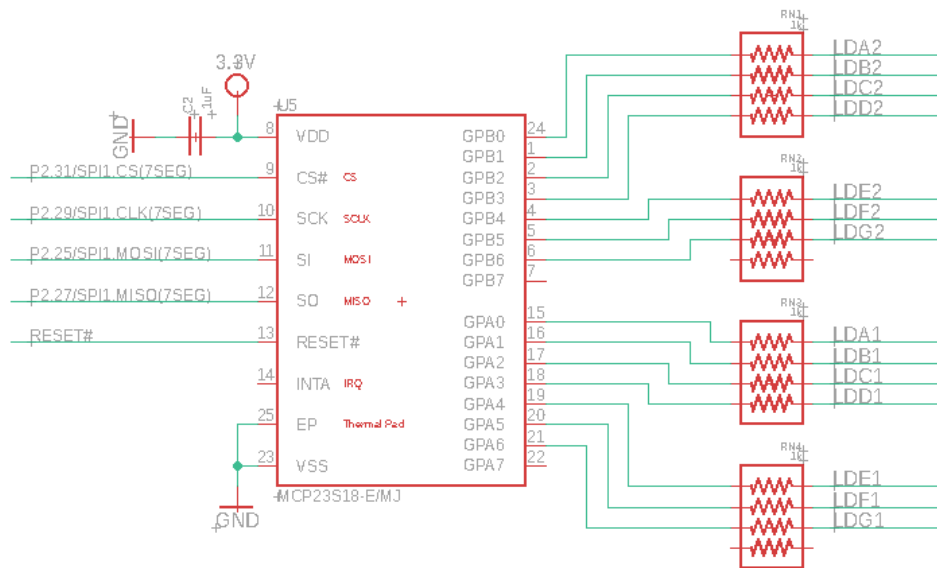 3.3V
C2
.1uF
GND
U5
8 VDD
P2.31/SPI1.CS(7SEG) 9 CS# CS
P2.29/SPI1.CLK(7SEG) 10 SCK SCLK
P2.25/SPI1.MOSI(7SEG) 11 SI MOSI
P2.27/SPI1.MISO(7SEG) 12 SO MISO
RESET# 13 RESET#
14 INTA IRQ
25 EP Thermal Pad
23 VSS
GND
MCP23S18-E/MJ
GPB0 24
GPB1 1
GPB2 2
GPB3 3
GPB4 4
GPB5 5
GPB6 6
GPB7 7
GPA0 15
GPA1 16
GPA2 17
GPA3 18
GPA4 19
GPA5 20
GPA6 21
GPA7 22
RN1
1k
LDA2
LDB2
LDC2
LDD2
RN2
1k
LDE2
LDF2
LDG2
RN3
1k
LDA1
LDB1
LDC1
LDD1
RN4
1k
LDE1
LDF1
LDG1